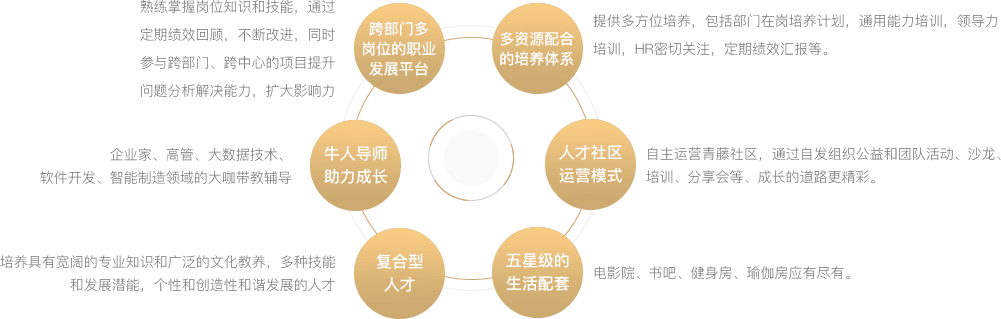 熟练掌握岗位知识和技能，通过
定期绩效回顾，不断改进，同时
参与跨部门、跨中心的项目提升
问题分析解决能力，扩大影响力
跨部门多
岗位的职业
发展平台
多资源配合
的培养体系
提供多方位培养，包括部门在岗培养计划，通用能力培训，领导力
培训，HR密切关注，定期绩效汇报等。
企业家、高管、大数据技术、
软件开发、智能制造领域的大咖带教辅导
牛人导师
助力成长
人才社区
运营模式
自主运营青藤社区，通过自发组织公益和团队活动、沙龙、
培训、分享会等、成长的道路更精彩。
培养具有宽阔的专业知识和广泛的文化教养，多种技能
和发展潜能，个性和创造性和谐发展的人才
复合型
人才
五星级的
生活配套
电影院、书吧、健身房、瑜伽房应有尽有。